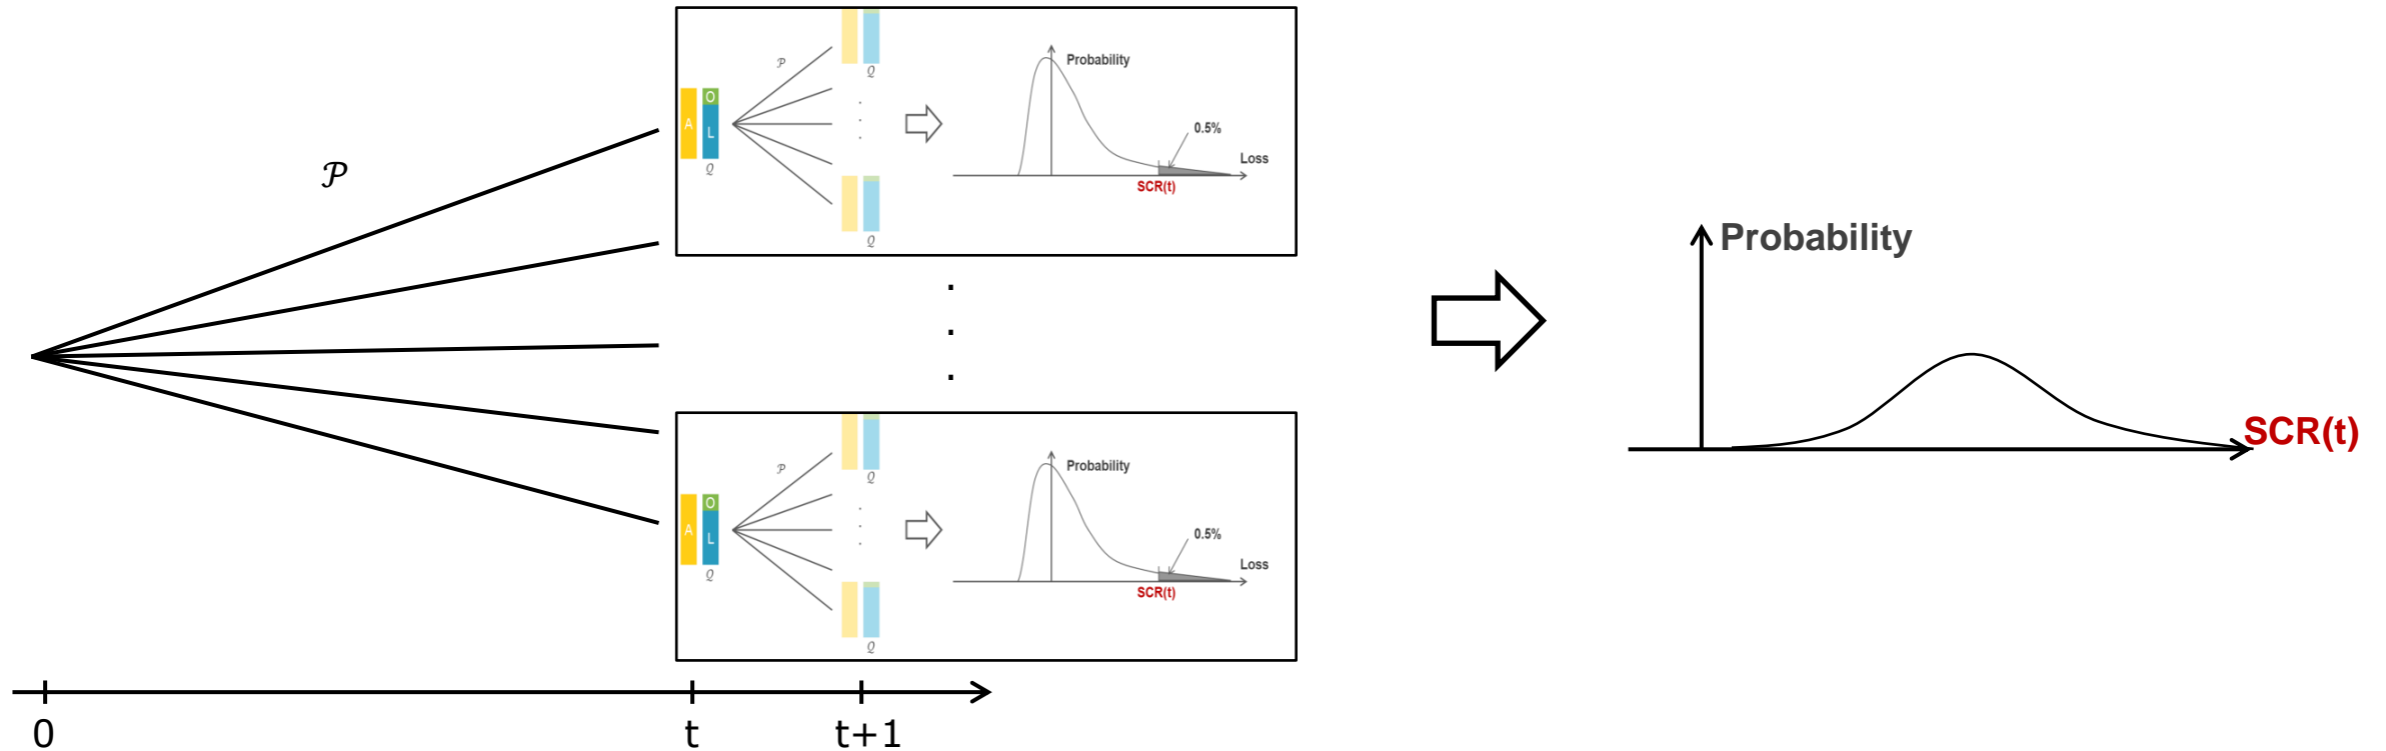 𝒫
A
O
L
𝒬
𝒫
𝒬
𝒬
Probability
0.5%
Loss
SCR(t)
A
O
L
𝒬
𝒫
𝒬
𝒬
Probability
0.5%
Loss
SCR(t)
0
t
t+1
Probability
SCR(t)